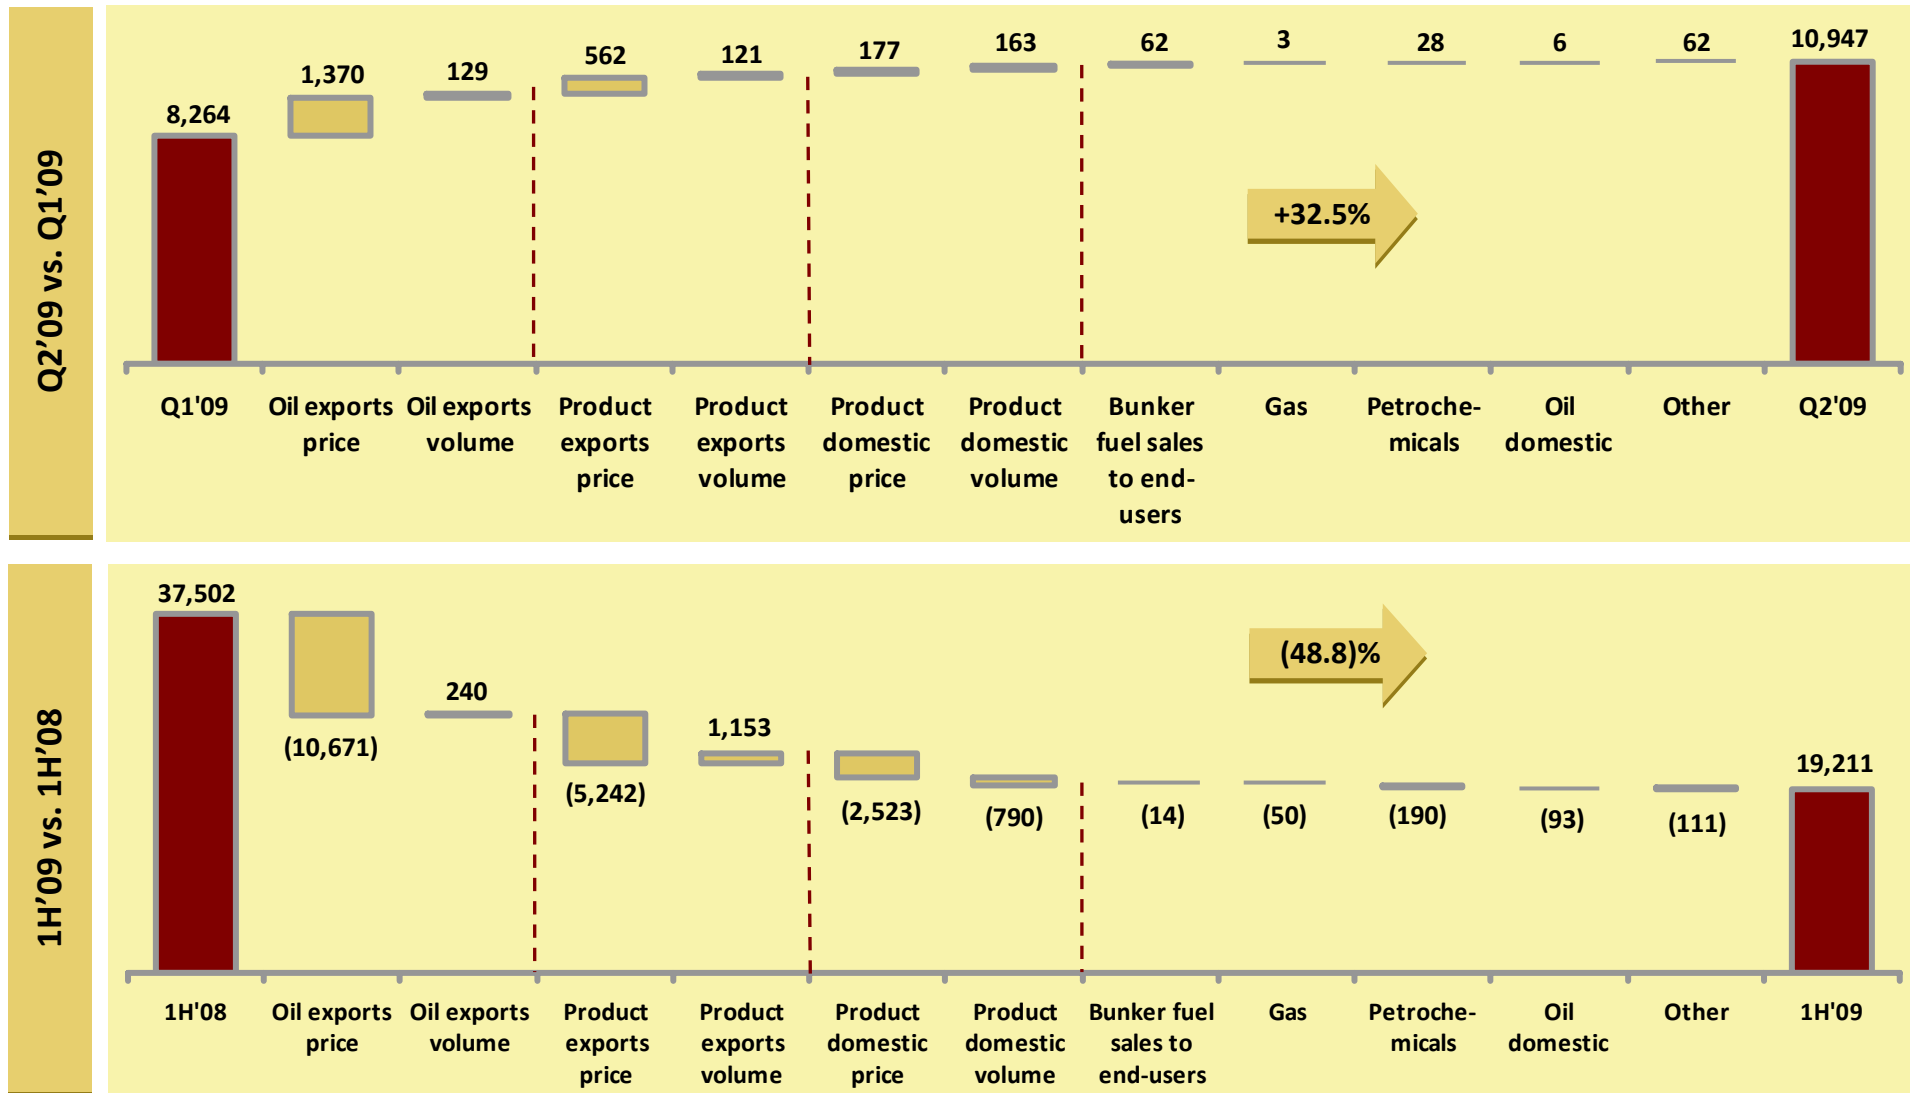 Q2’09 vs. Q1’09
8,264
1,370
129
562
121
177
163
62
3
28
6
62
10,947
+32.5%
Q1'09
Oil exports
price
Oil exports
volume
Product
exports
price
Product
exports
volume
Product
domestic
price
Product
domestic
volume
Bunker
fuel sales
to end-
users
Gas
Petroche-
micals
Oil
domestic
Other
Q2'09
1H’09 vs. 1H’08
37,502
(10,671)
240
(5,242)
1,153
(2,523)
(790)
(14)
(50)
(190)
(93)
(111)
19,211
(48.8)%
1H'08
Oil exports
price
Oil exports
volume
Product
exports
price
Product
exports
volume
Product
domestic
price
Product
domestic
volume
Bunker fuel
sales to
end-users
Gas
Petroche-
micals
Oil
domestic
Other
1H'09